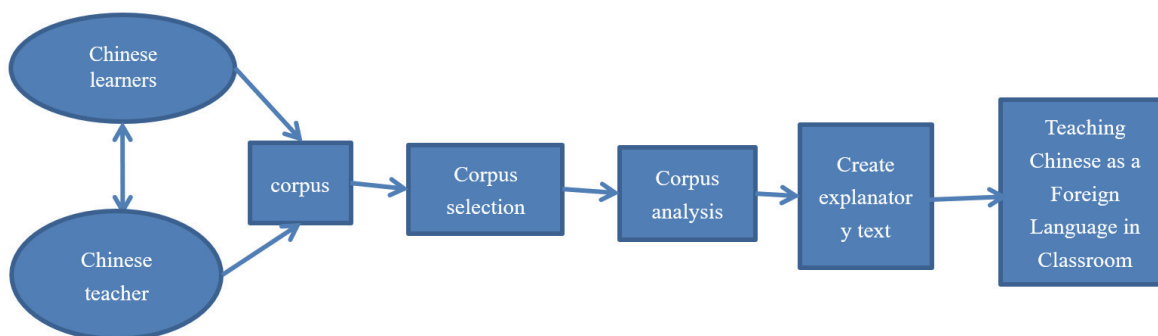 Chinese
learners
Chinese
teacher
corpus
Corpus
selection
Corpus
analysis
Create
explanator
y text
Teaching
Chinese as a
Foreign
Language in
Classroom